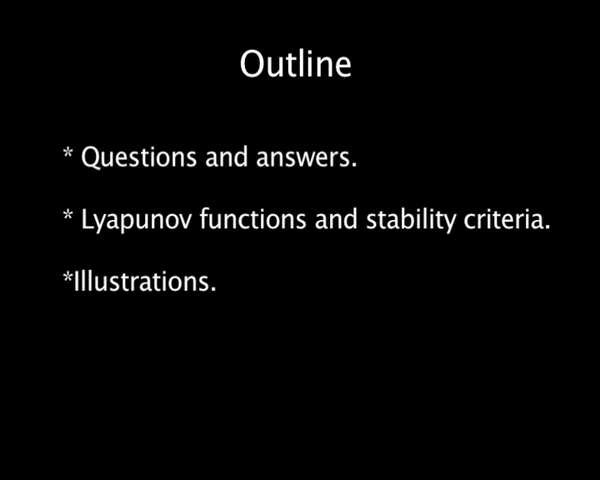 Outline
* Questions and answers.
* Lyapunov functions and stability criteria.
*Illustrations.